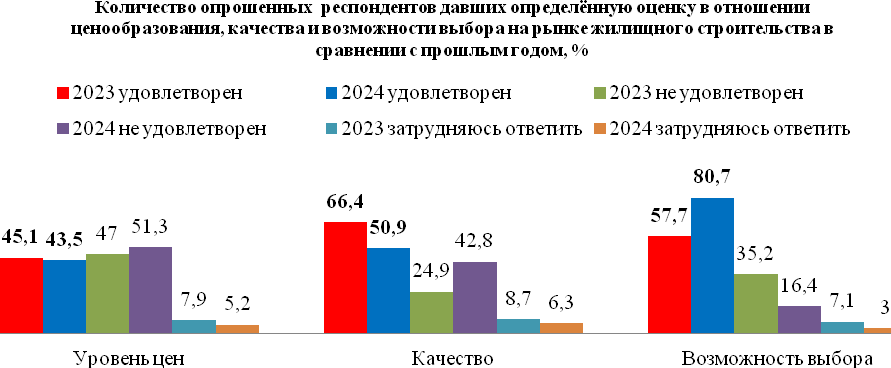 Количество опрошенных респондентов давших определённую оценку в отношении
ценообразования, качества и возможности выбора на рынке жилищного строительства в
сравнении с прошлым годом, %
2023 удовлетворен 2024 удовлетворен 2023 не удовлетворен
2024 не удовлетворен 2023 затрудняюсь ответить 2024 затрудняюсь ответить
45,1 43,5 47 51,3 7,9 5,2
66,4 50,9 24,9 42,8 8,7 6,3
57,7 80,7 35,2 16,4 7,1 3
Уровень цен Качество Возможность выбора